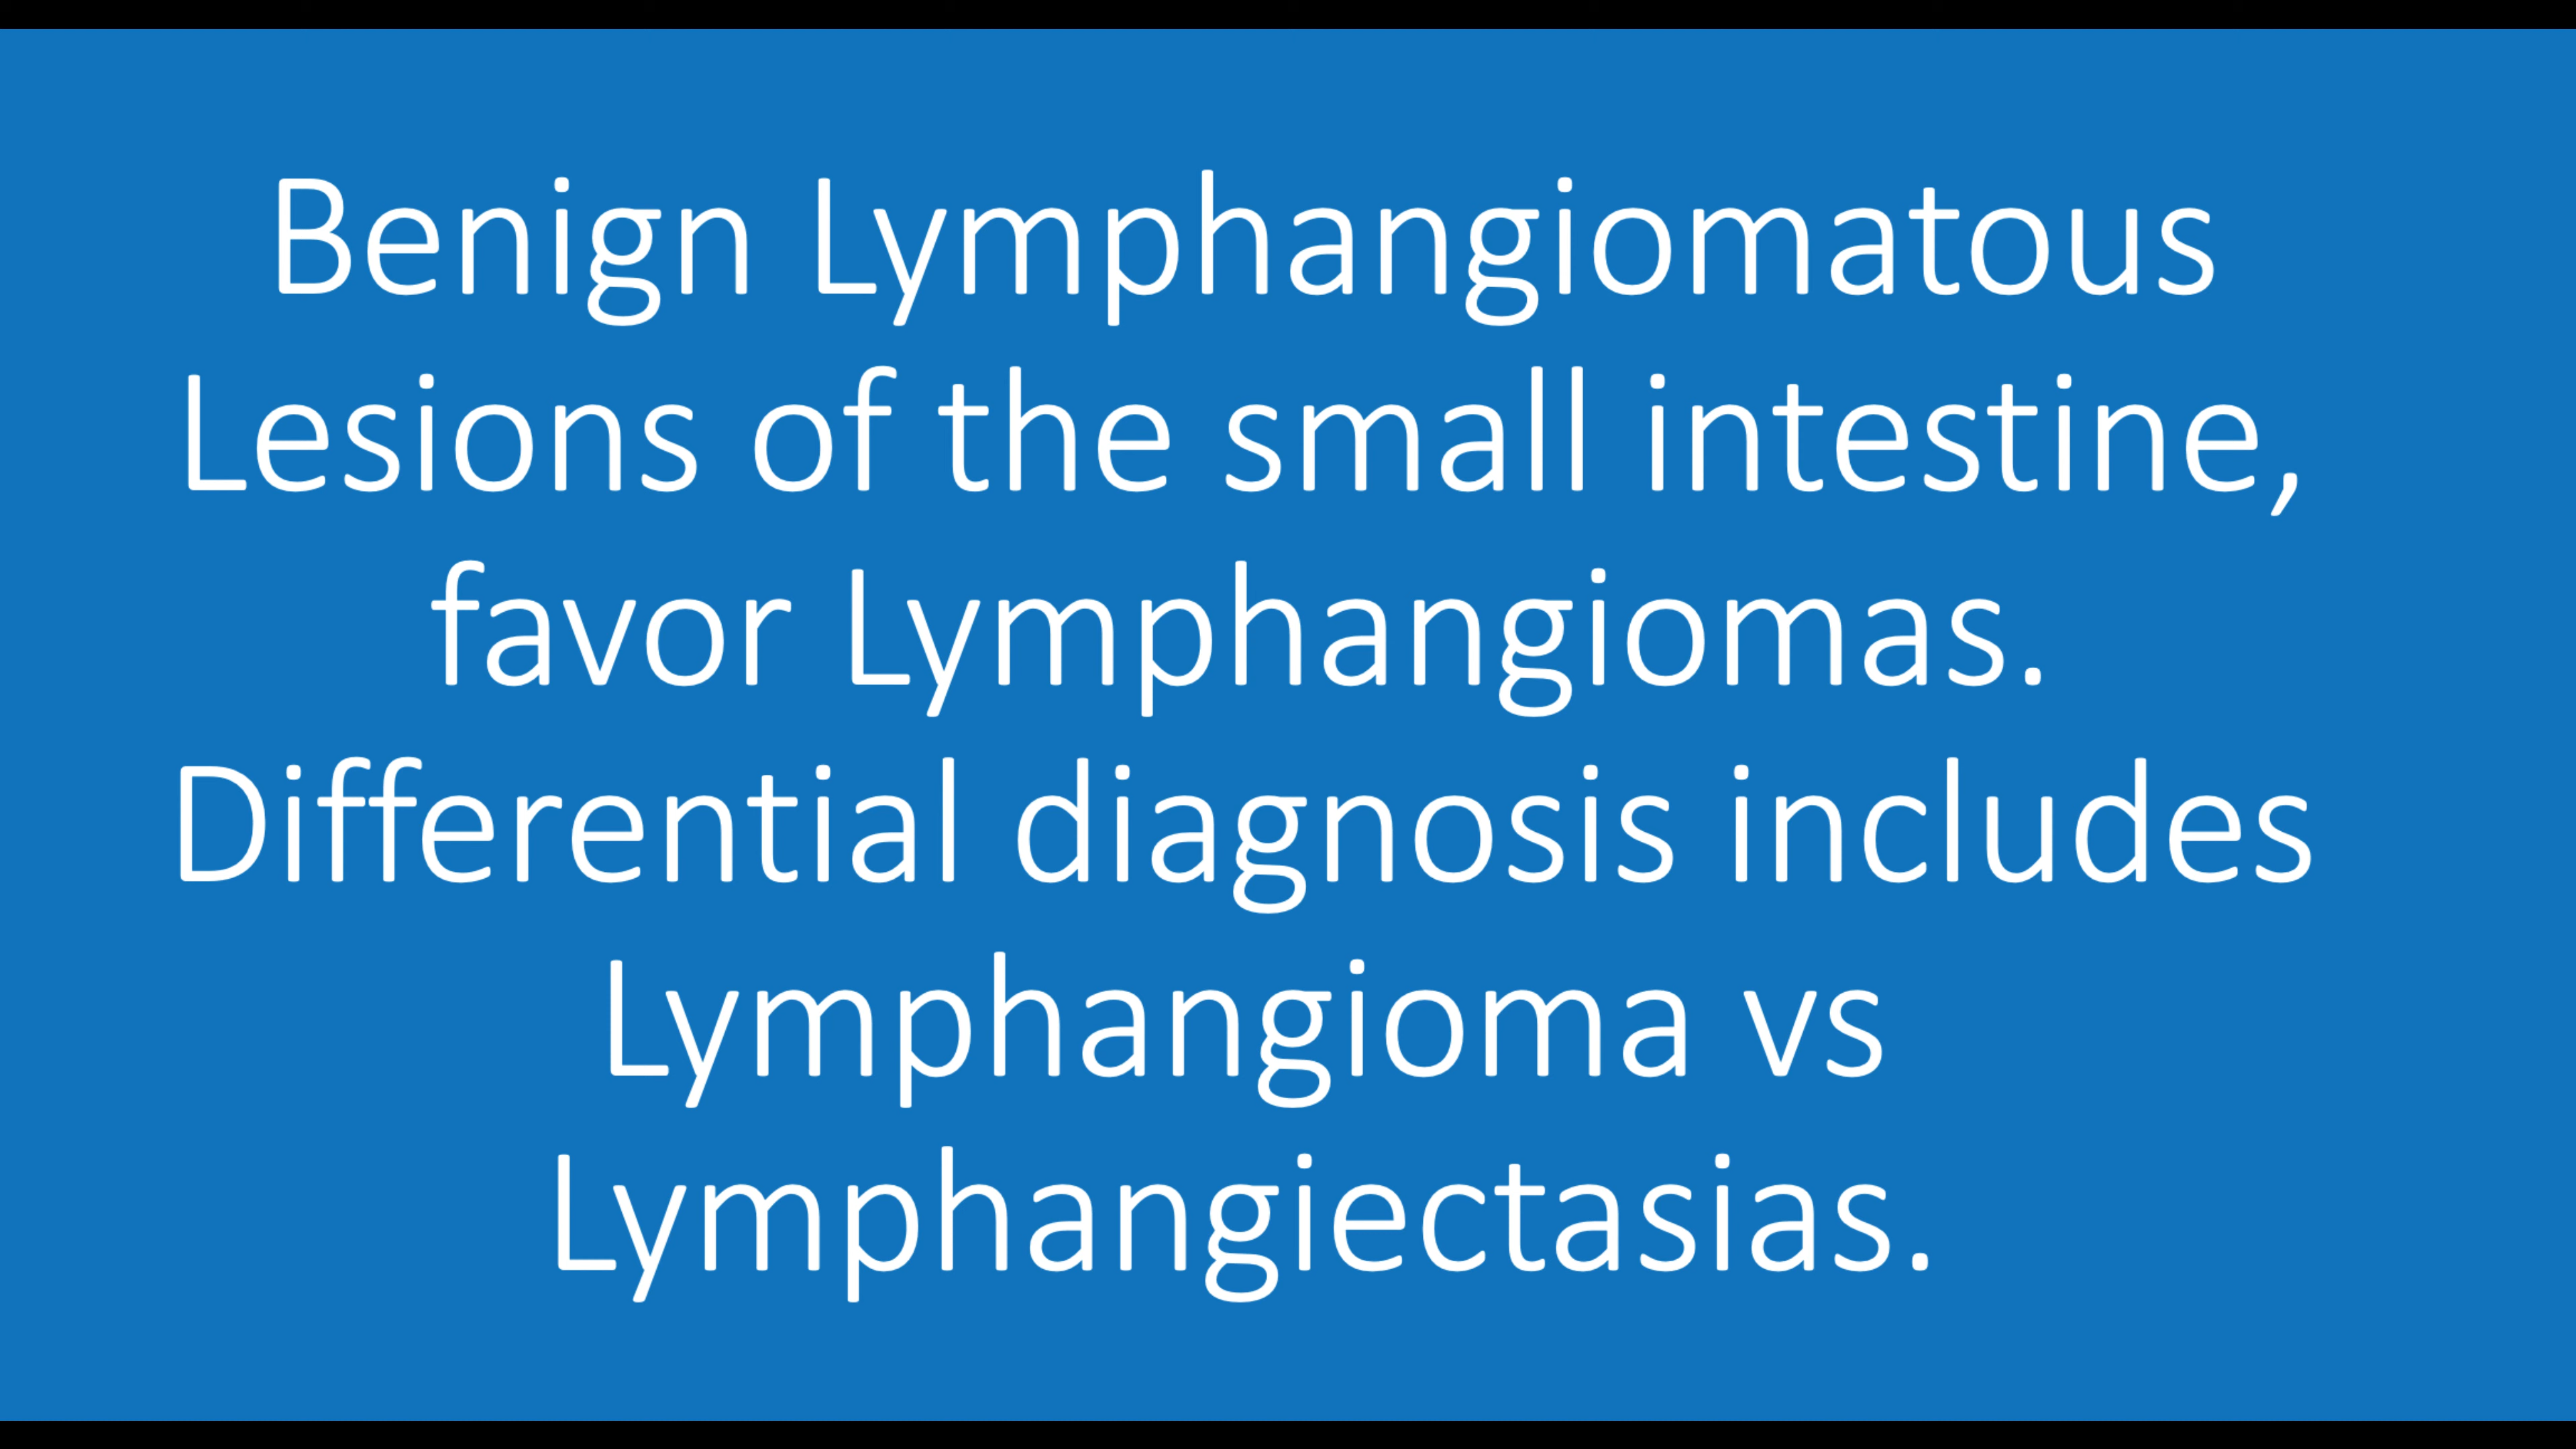 Benign Lymphangiomatous
Lesions of the small intestine,
favor Lymphangiomas.
Differential diagnosis includes
Lymphangioma vs
Lymphangiectasias.